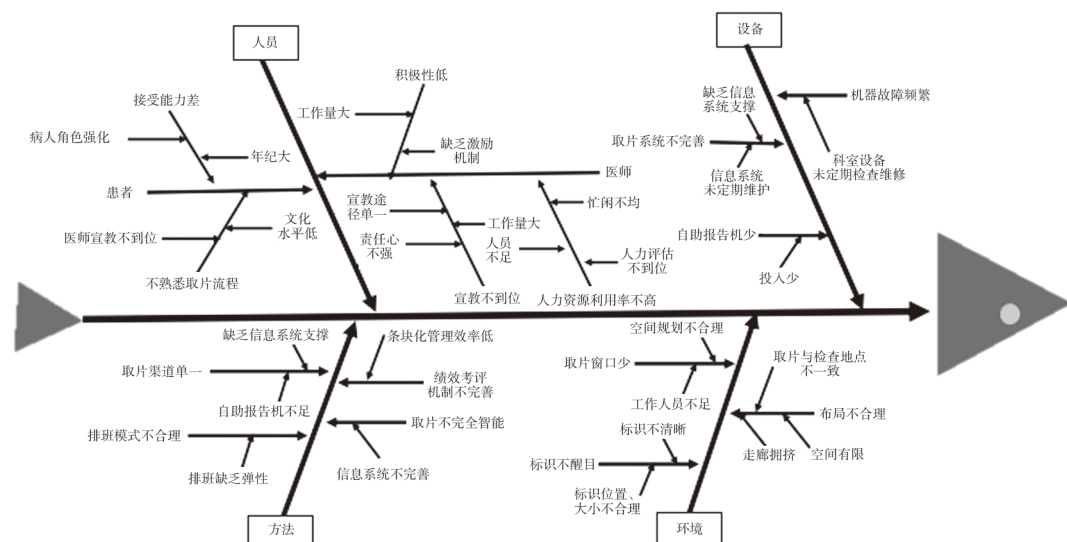 人员
设备
积极性低
接受能力差
工作量大
缺乏信息
系统支撑
机器故障频繁
病人角色强化
缺乏激励
机制
取片系统不完善
年纪大
科室设备
未定期检查维修
医师
信息系统
未定期维护
患者
宣教途
径单一
忙闲不均
文化
水平低
工作量大
医师宣教不到位
责任心
不强
人员
不足
自助报告机少
人力评估
不到位
不熟悉取片流程
投入少
宣教不到位
人力资源利用率不高
缺乏信息系统支撑
条块化管理效率低
空间规划不合理
取片渠道单一
取片窗口少
取片与检查地点
不一致
绩效考评
机制不完善
自助报告机不足
工作人员不足
布局不合理
取片不完全智能
标识不清晰
排班模式不合理
走廊拥挤
空间有限
标识不醒目
排班缺乏弹性
信息系统不完善
标识位置、
大小不合理
方法
环境